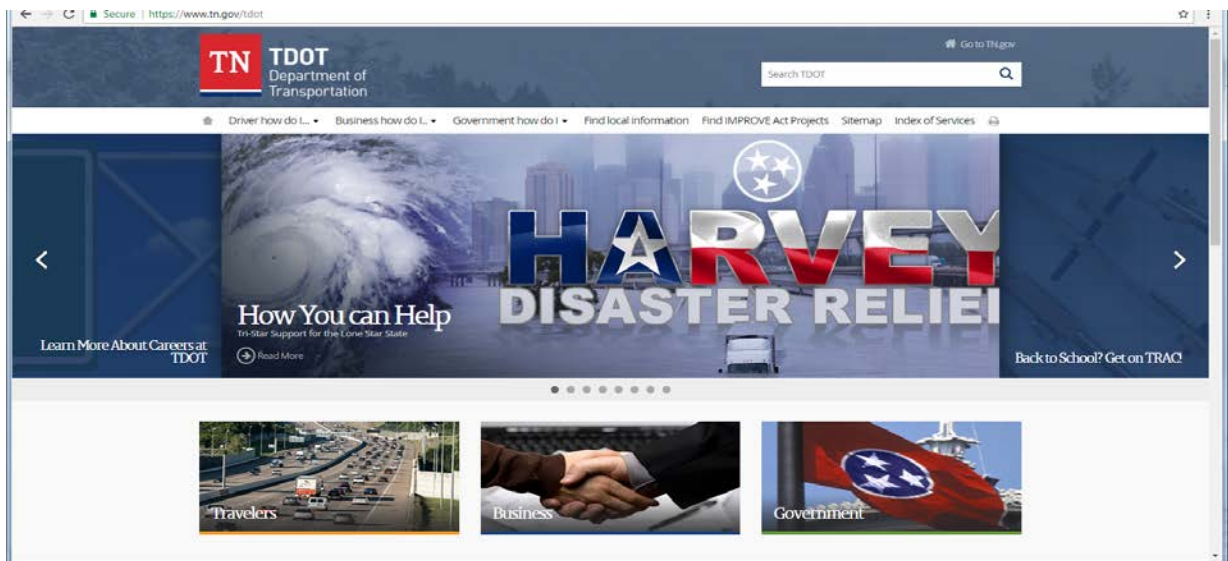 Secure | https://www.tn.gov/tdot
Go to TN.gov
TN
TDOT
Department of
Transportation
Search TDOT
Driver how do I... Business how do I.. Government how do I Find local information Find IMPROVE Act Projects Sitemap Index of Services
HARVEY
DISASTER RELIEF
How You can Help
Tri-Star Support for the Lone Star State
Read More
Learn More About Careers at
TDOT
Back to School? Get on TRAC!
Travelers
Business
Government